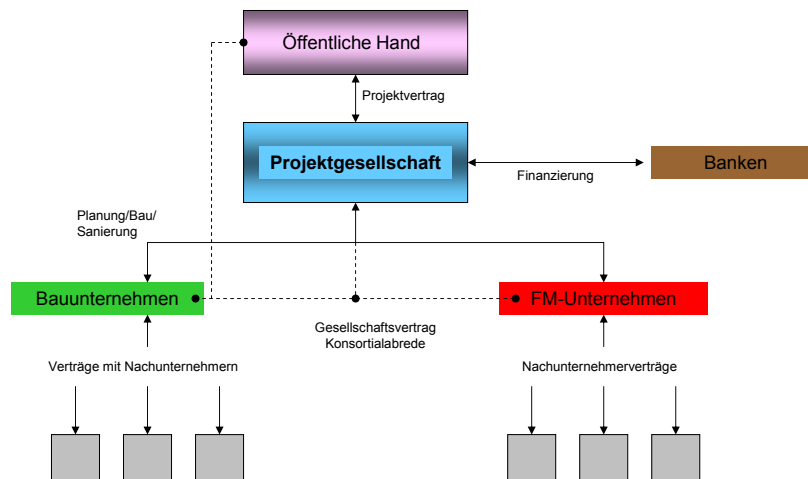 Öffentliche Hand
Projektvertrag
Projektgesellschaft
Banken
Finanzierung
Planung/Bau/
Sanierung
Bauunternehmen
FM-Unternehmen
Gesellschaftsvertrag
Konsortialabrede
Verträge mit Nachunternehmern
Nachunternehmerverträge